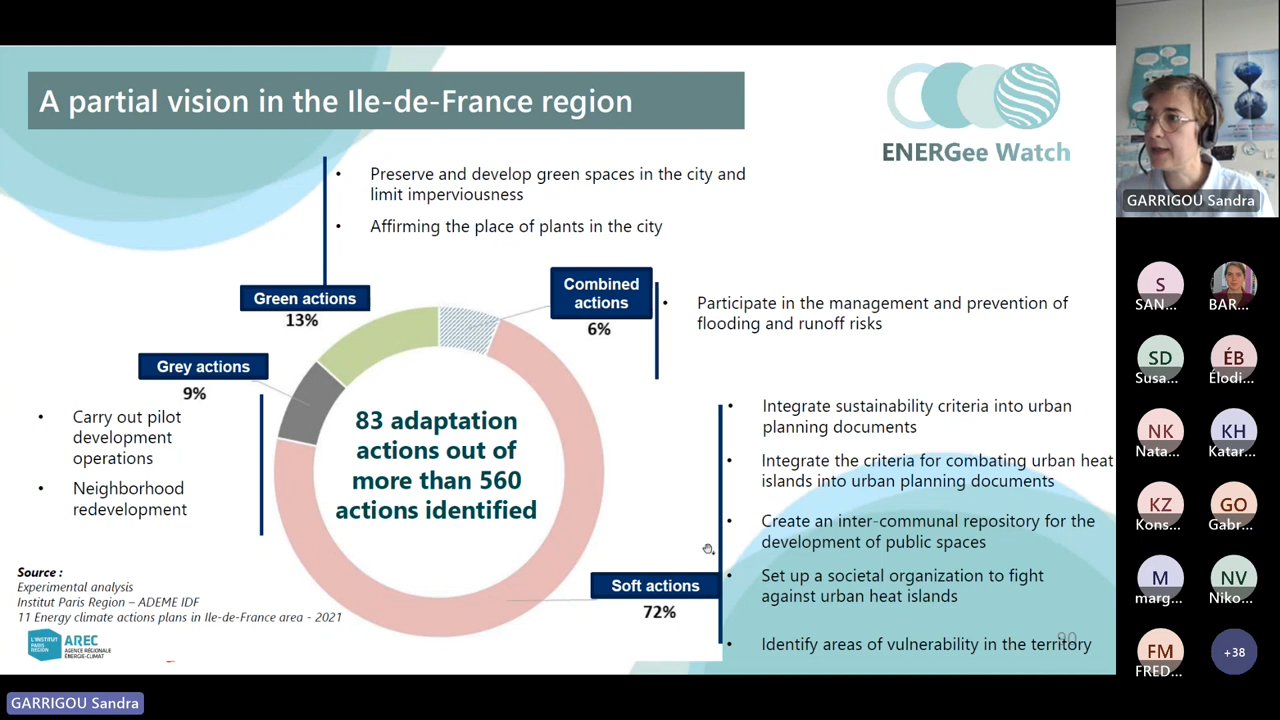 A partial vision in the Ile-de-France region
ENERGee Watch
• Preserve and develop green spaces in the city and
limit imperviousness
• Affirming the place of plants in the city
Green actions
13%
Combined
actions
6%
• Participate in the management and prevention of
flooding and runoff risks
Grey actions
9%
• Carry out pilot
development
operations
• Neighborhood
redevelopment
83 adaptation
actions out of
more than 560
actions identified
• Integrate sustainability criteria into urban
planning documents
• Integrate the criteria for combating urban heat
islands into urban planning documents
• Create an inter-communal repository for the
development of public spaces
• Set up a societal organization to fight
against urban heat islands
• Identify areas of vulnerability in the territory
Soft actions
72%
Source :
Experimental analysis
Institut Paris Region – ADEME IDF
11 Energy climate actions plans in Ile-de-France area - 2021
L'INSTITUT
PARIS
REGION
AREC
AGENCE RÉGIONALE
ÉNERGIE-CLIMAT
GARRIGOU Sandra
GARRIGOU Sandra
S
SAN...
BAR...
SD
Susa...
ÉB
Élodi...
NK
Nata...
KH
Katar...
KZ
Kons...
GO
Gabr...
M
marg...
NV
Niko...
FM
FRED...
+38